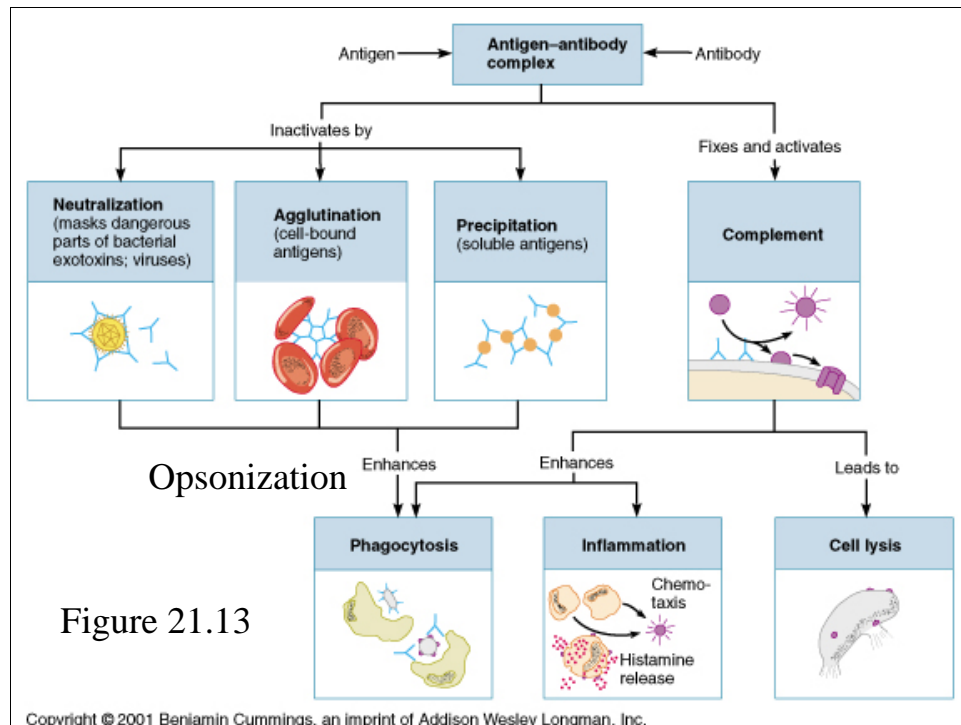 Antigen
Antigen–antibody
complex
Antibody
Inactivates by
Fixes and activates
Neutralization
(masks dangerous
parts of bacterial
exotoxins; viruses)
Agglutination
(cell-bound
antigens)
Precipitation
(soluble antigens)
Complement
Opsonization
Enhances
Enhances
Leads to
Phagocytosis
Inflammation
Chemo-
taxis
Histamine
release
Cell lysis
Figure 21.13
Copyright © 2001 Benjamin Cummings, an imprint of Addison Wesley Longman, Inc.